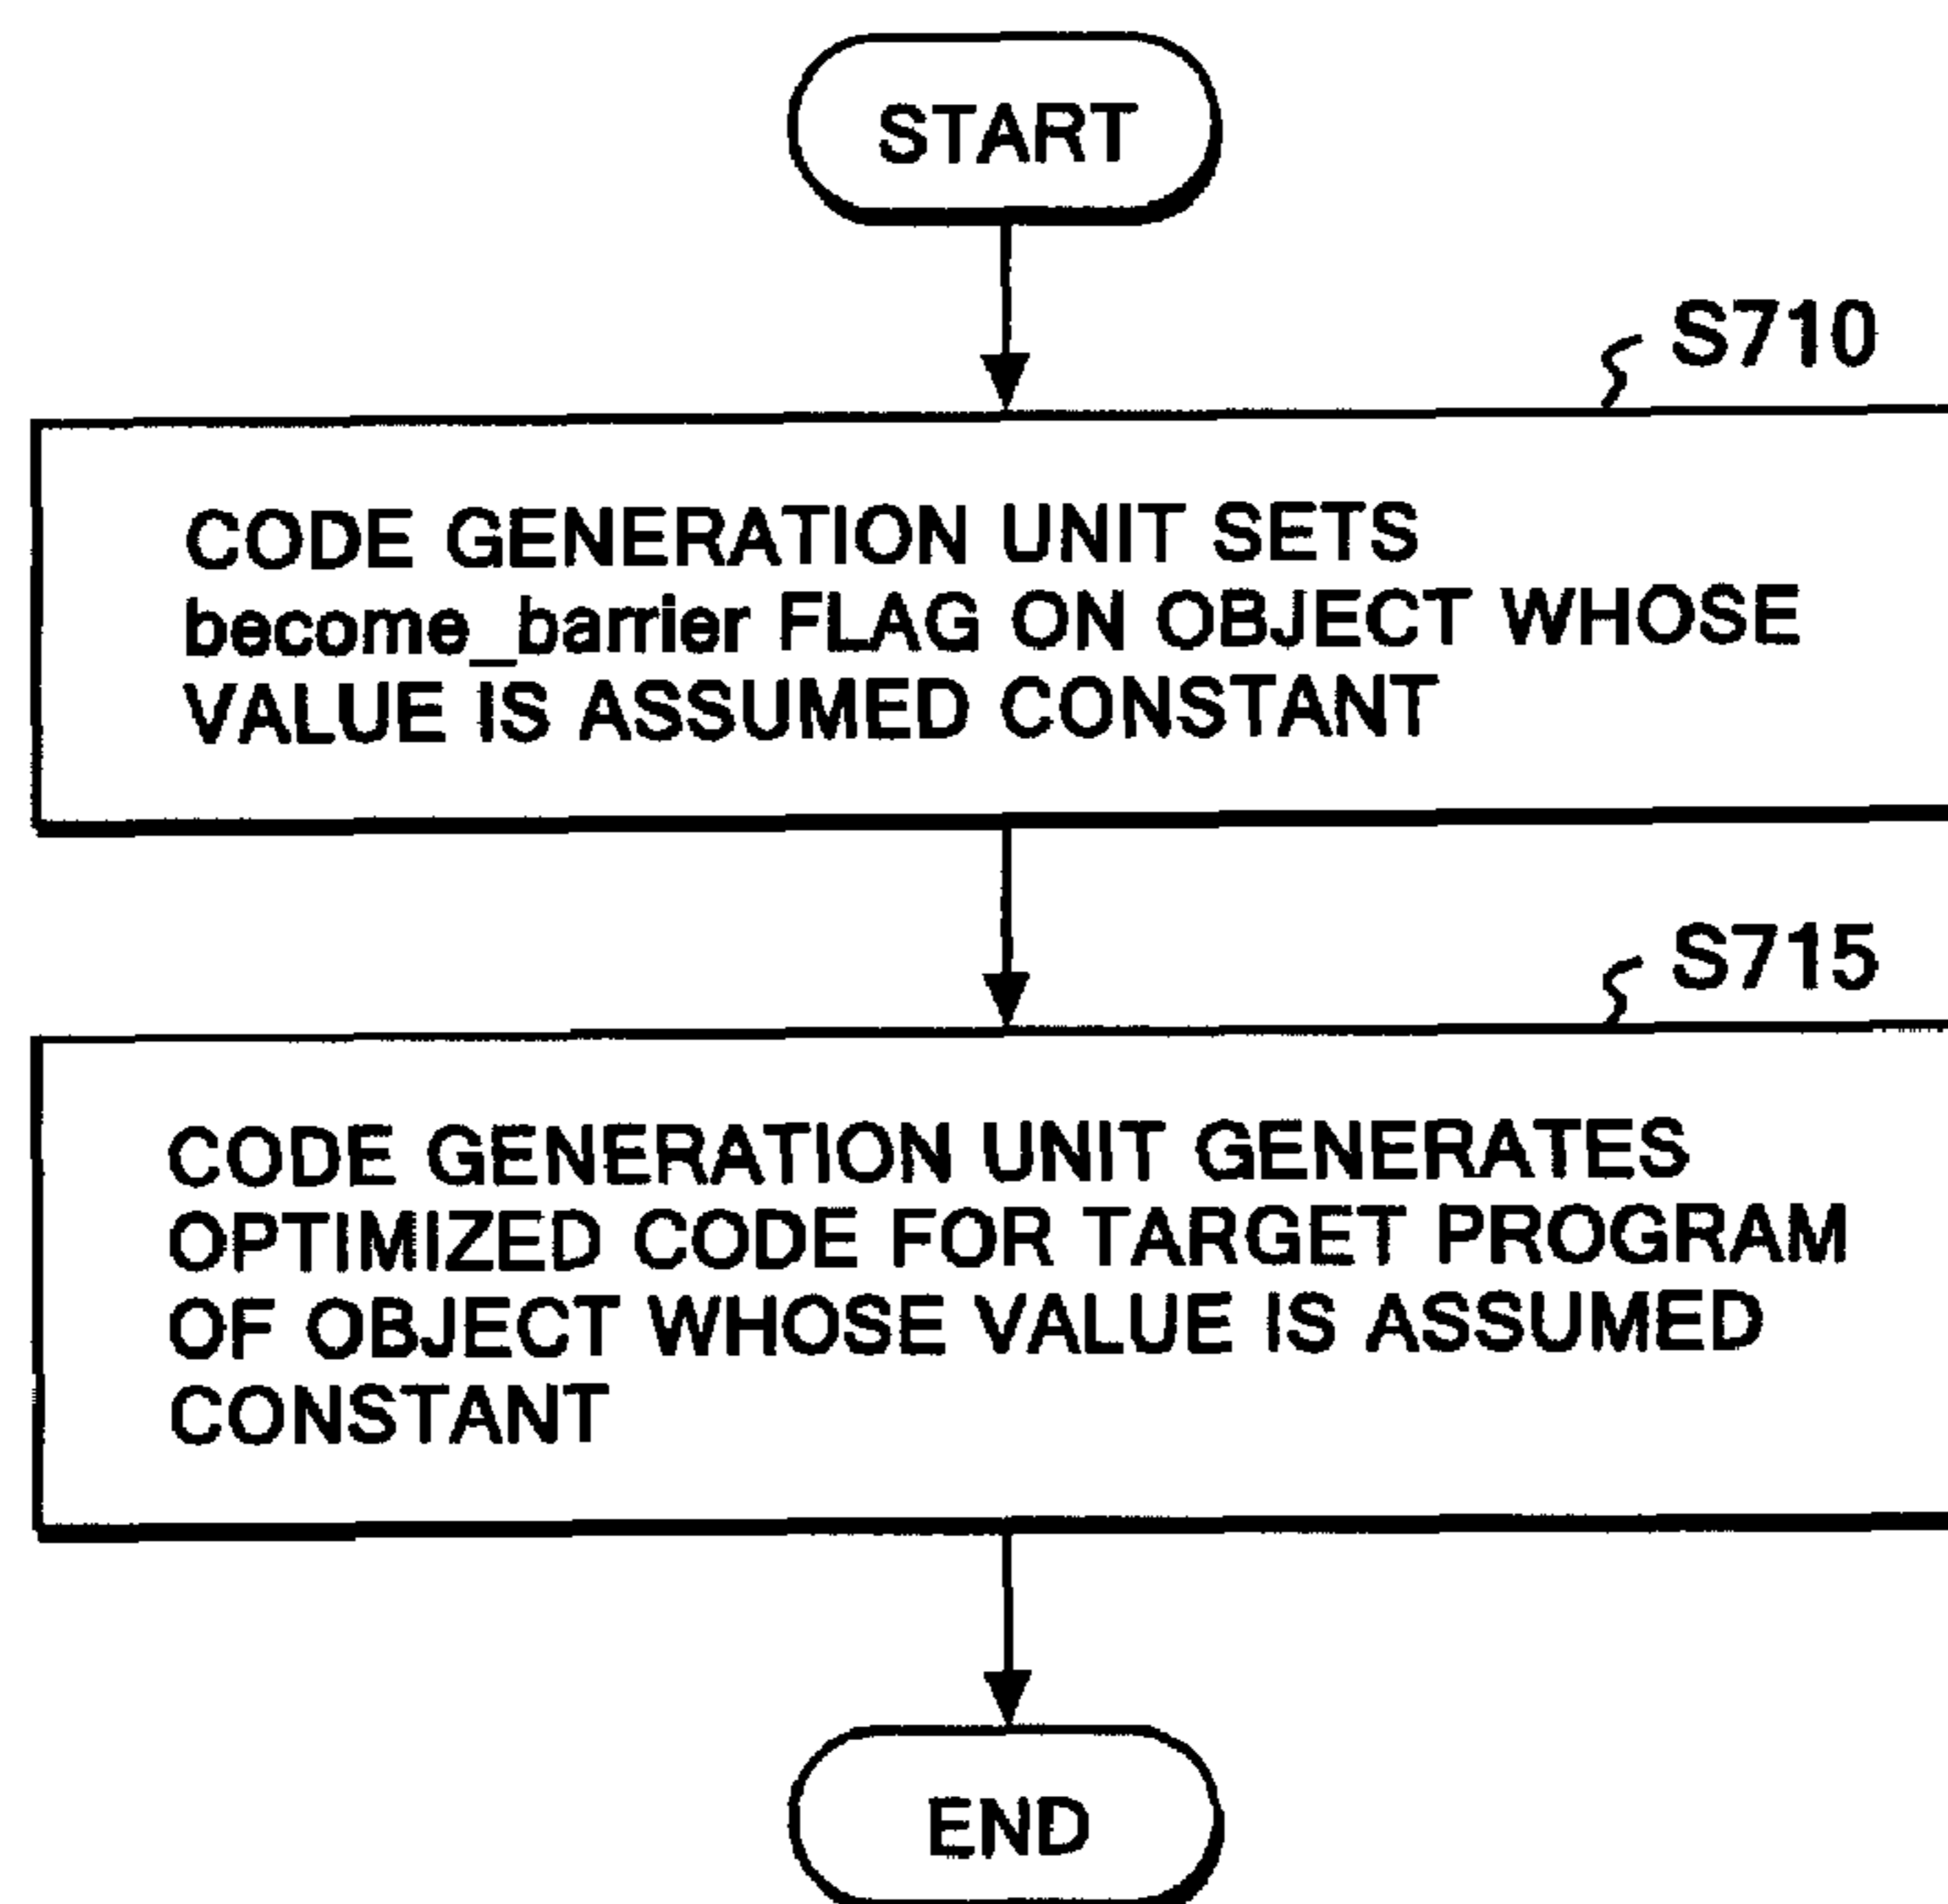 START
S710
CODE GENERATION UNIT SETS
become_barrier FLAG ON OBJECT WHOSE
VALUE IS ASSUMED CONSTANT
S715
CODE GENERATION UNIT GENERATES
OPTIMIZED CODE FOR TARGET PROGRAM
OF OBJECT WHOSE VALUE IS ASSUMED
CONSTANT
END